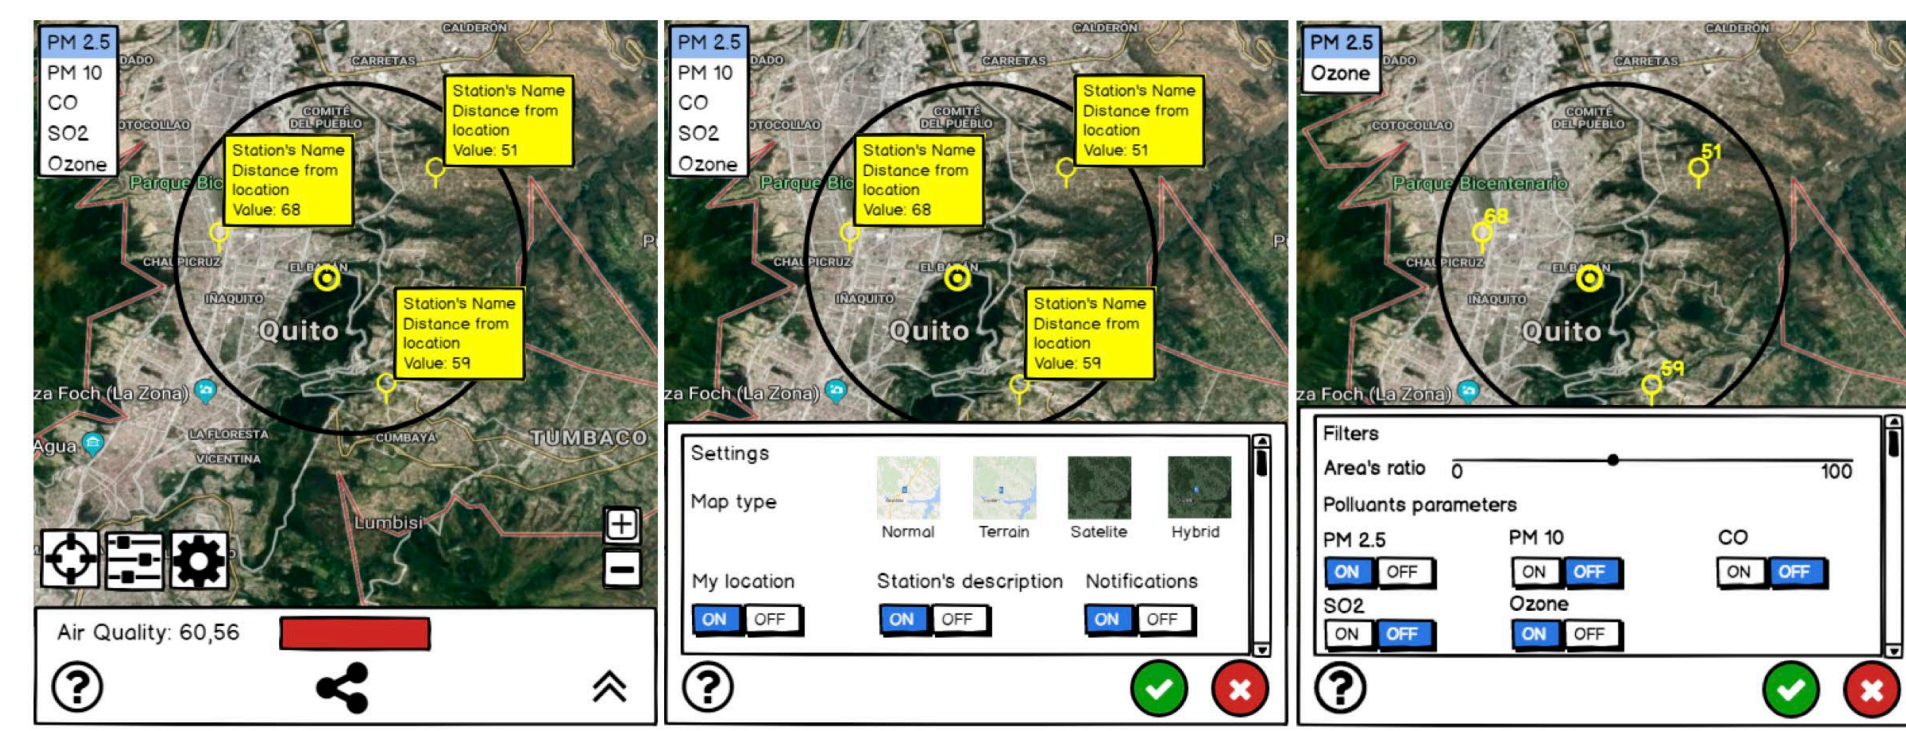 PM 2.5
PM 10
CO
SO2
Ozone
CALDERÓN
DADO
CARRETAS
OTOCOLLAO
COMITÉ
DEL PUEBLO
Station's Name
Distance from
location
Value: 51
Station's Name
Distance from
location
Value: 68
Parque Bic
CHAUPICRUZ
EL BATÁN
IÑAQUITO
Quito
Station's Name
Distance from
location
Value: 59
za Foch (La Zona)
Agua
LA FLORESTA
VICENTINA
CUMBAYÁ
TUMBACO
Lumbisí
+
-
Air Quality: 60,56
?
PM 2.5
PM 10
CO
SO2
Ozone
CALDERÓN
DADO
CARRETAS
OTOCOLLAO
COMITÉ
DEL PUEBLO
Station's Name
Distance from
location
Value: 51
Station's Name
Distance from
location
Value: 68
Parque Bic
CHAUPICRUZ
EL BATÁN
IÑAQUITO
Quito
Station's Name
Distance from
location
Value: 59
za Foch (La Zona)
Settings
Map type
Normal Terrain Satelite Hybrid
My location Station's description Notifications
ON OFF ON OFF ON OFF
?
PM 2.5
Ozone
CALDERÓN
DADO
CARRETAS
COTOCOLLAO
COMITÉ
DEL PUEBLO
51
Parque Bicentenario
68
CHAUPICRUZ
EL BATÁN
IÑAQUITO
Quito
59
za Foch (La Zona)
Filters
Area's ratio 0 100
Polluants parameters
PM 2.5 PM 10 CO
ON OFF ON OFF ON OFF
SO2 Ozone
ON OFF ON OFF
?